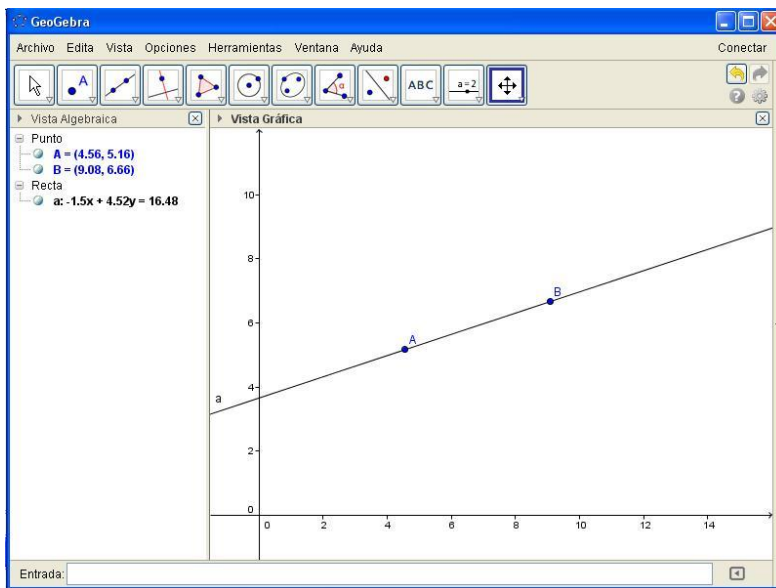 GeoGebra
Archivo Edita Vista Opciones Herramientas Ventana Ayuda Conectar
A ABC a=2
α
Vista Algebraica
Vista Gráfica
Punto
A = (4.56, 5.16)
B = (9.08, 6.66)
Recta
a: -1.5x + 4.52y = 16.48
10
8
B
6
A
4
a
2
0
0 2 4 6 8 10 12 14
Entrada: